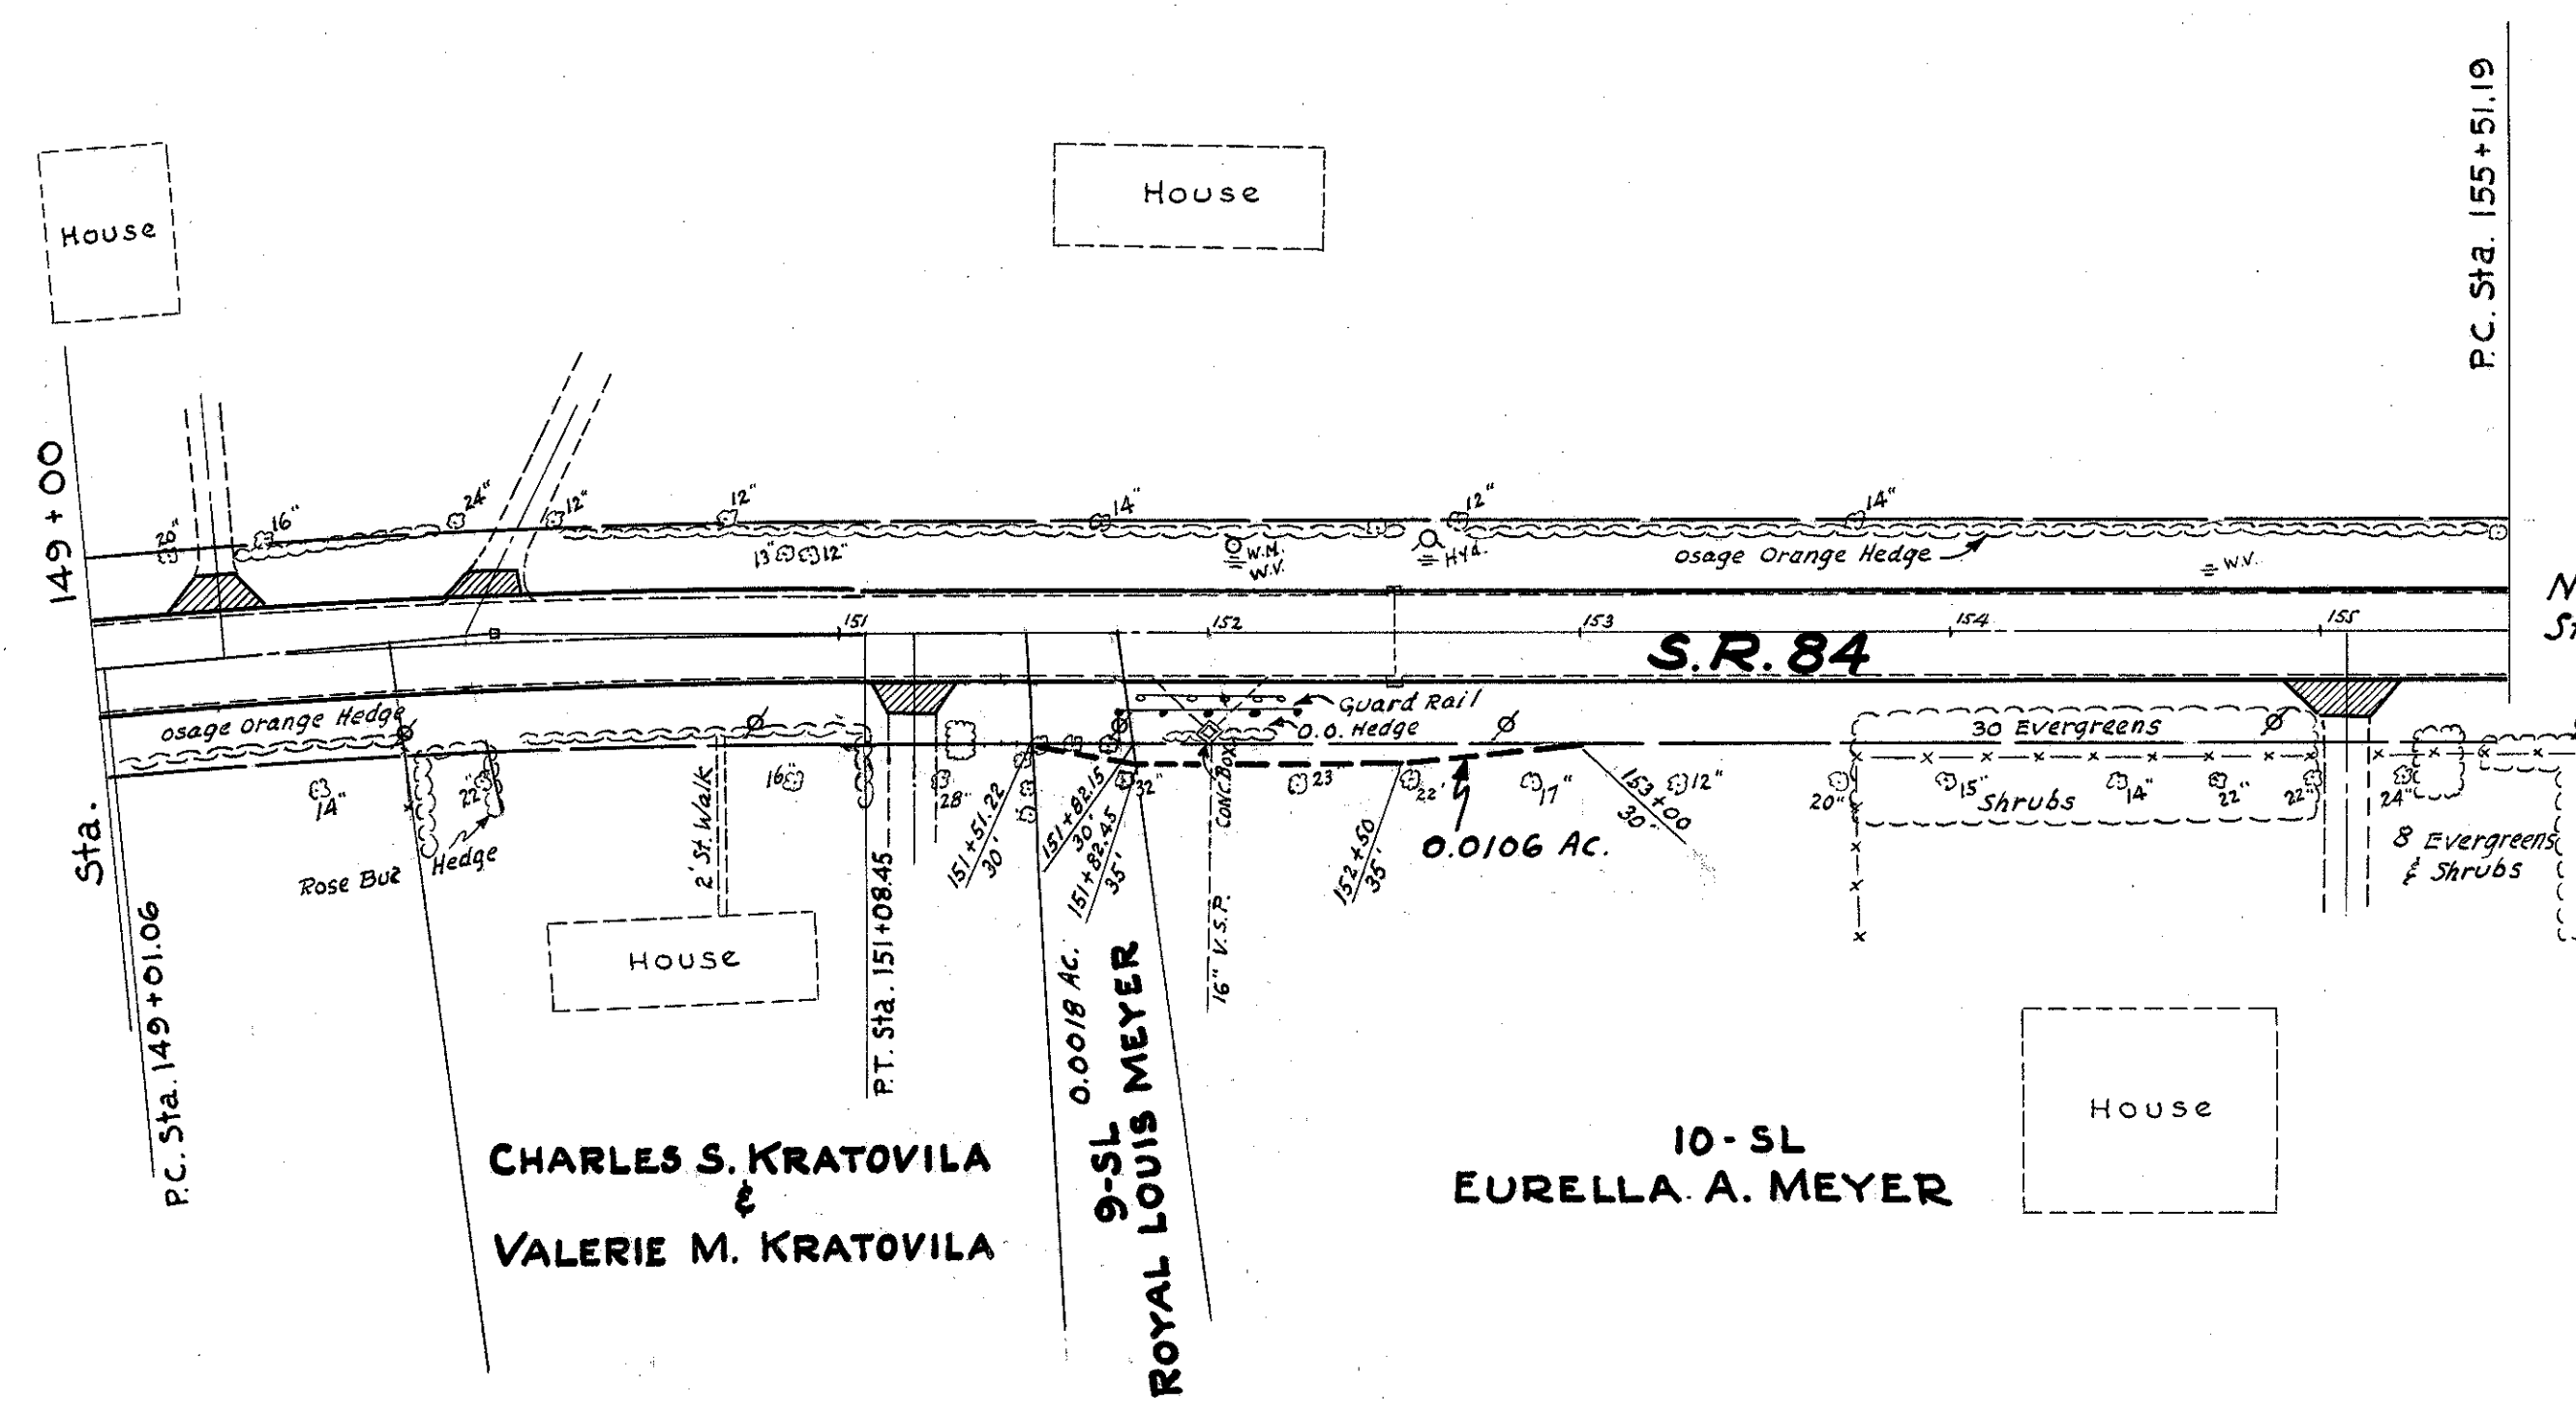 P.C. Sta. 155+51.19
House
House
149+00
Sta.
20"
16"
24"
12"
12"
14"
12"
14"
13"
12"
W.M.
W.V.
Hyd.
Osage Orange Hedge
W.V.
151
152
153
154
155
S.R. 84
Osage Orange Hedge
Guard Rail
O.O. Hedge
30 Evergreens
14"
22"
16"
28"
32"
23"
22"
17"
12"
20"
15"
Shrubs
14"
22"
22"
24"
Rose Bud
Hedge
2' St. Walk
151+51.22
30'
151+82.15
30'
151+82.45
35'
Conc. Box
16" V.S.P.
152+50
35'
153+00
30'
0.0106 AC.
8 Evergreens
& Shrubs
P.C. Sta. 149+01.06
House
P.T. Sta. 151+08.45
0.0018 AC.
9-SL
ROYAL LOUIS MEYER
CHARLES S. KRATOVILA
&
VALERIE M. KRATOVILA
10-SL
EURELLA A. MEYER
House